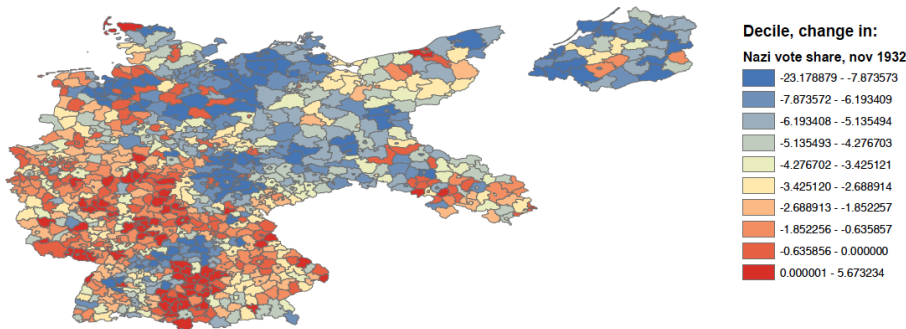 Decile, change in:
Nazi vote share, nov 1932
-23.178879 - -7.873573
-7.873572 - -6.193409
-6.193408 - -5.135494
-5.135493 - -4.276703
-4.276702 - -3.425121
-3.425120 - -2.688914
-2.688913 - -1.852257
-1.852256 - -0.635857
-0.635856 - 0.000000
0.000001 - 5.673234